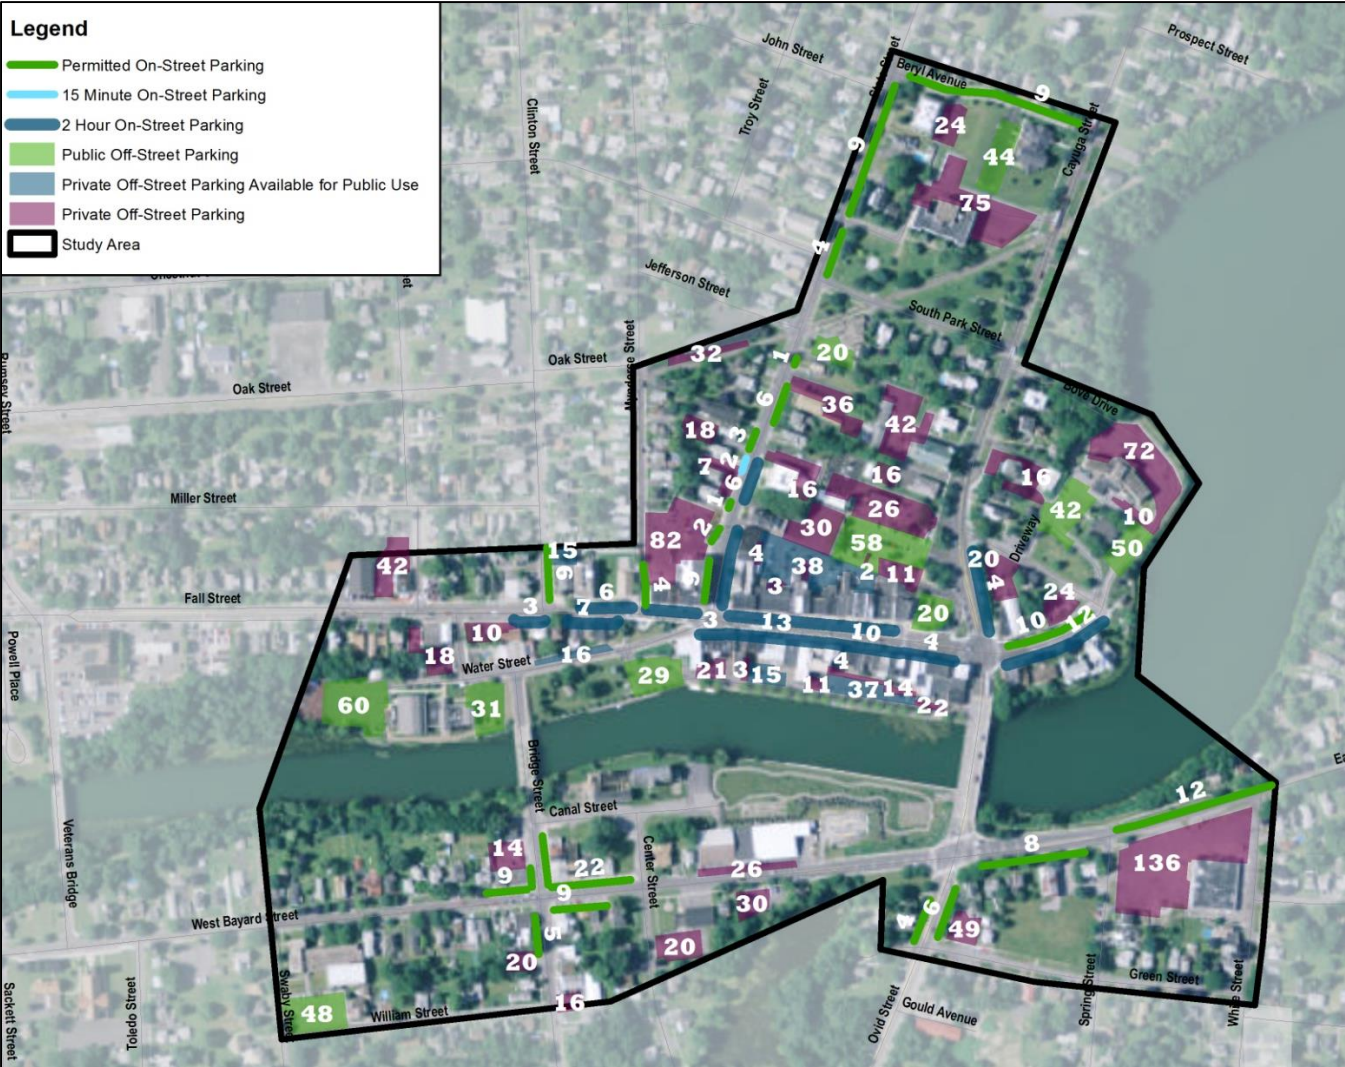 Legend
Permitted On-Street Parking
15 Minute On-Street Parking
2 Hour On-Street Parking
Public Off-Street Parking
Private Off-Street Parking Available for Public Use
Private Off-Street Parking
Study Area
John Street
Prospect Street
Beryl Avenue
9
Troy Street
Clinton Street
24
44
Cayuga Street
9
75
4
Jefferson Street
South Park Street
Oak Street
32
1
20
Oak Street
Bove Drive
6
36
42
18
3
72
7
2
16
16
16
6
Miller Street
1
26
42
10
30
Driveway
2
82
58
50
15
4
20
42
9
38
2
11
4
6
4
3
24
Fall Street
3
7
6
20
10
12
3
13
10
4
10
18
Water Street
16
4
Powell Place
29
21
3
15
11
37
14
22
60
31
Bridge Street
12
Canal Street
Veterans Bridge
14
22
Center Street
8
9
26
136
9
30
West Bayard Street
4
6
5
49
20
20
Sackett Street
Toledo Street
Swaby Street
48
William Street
16
Ovid Street
Gould Avenue
Spring Street
Green Street
White Street